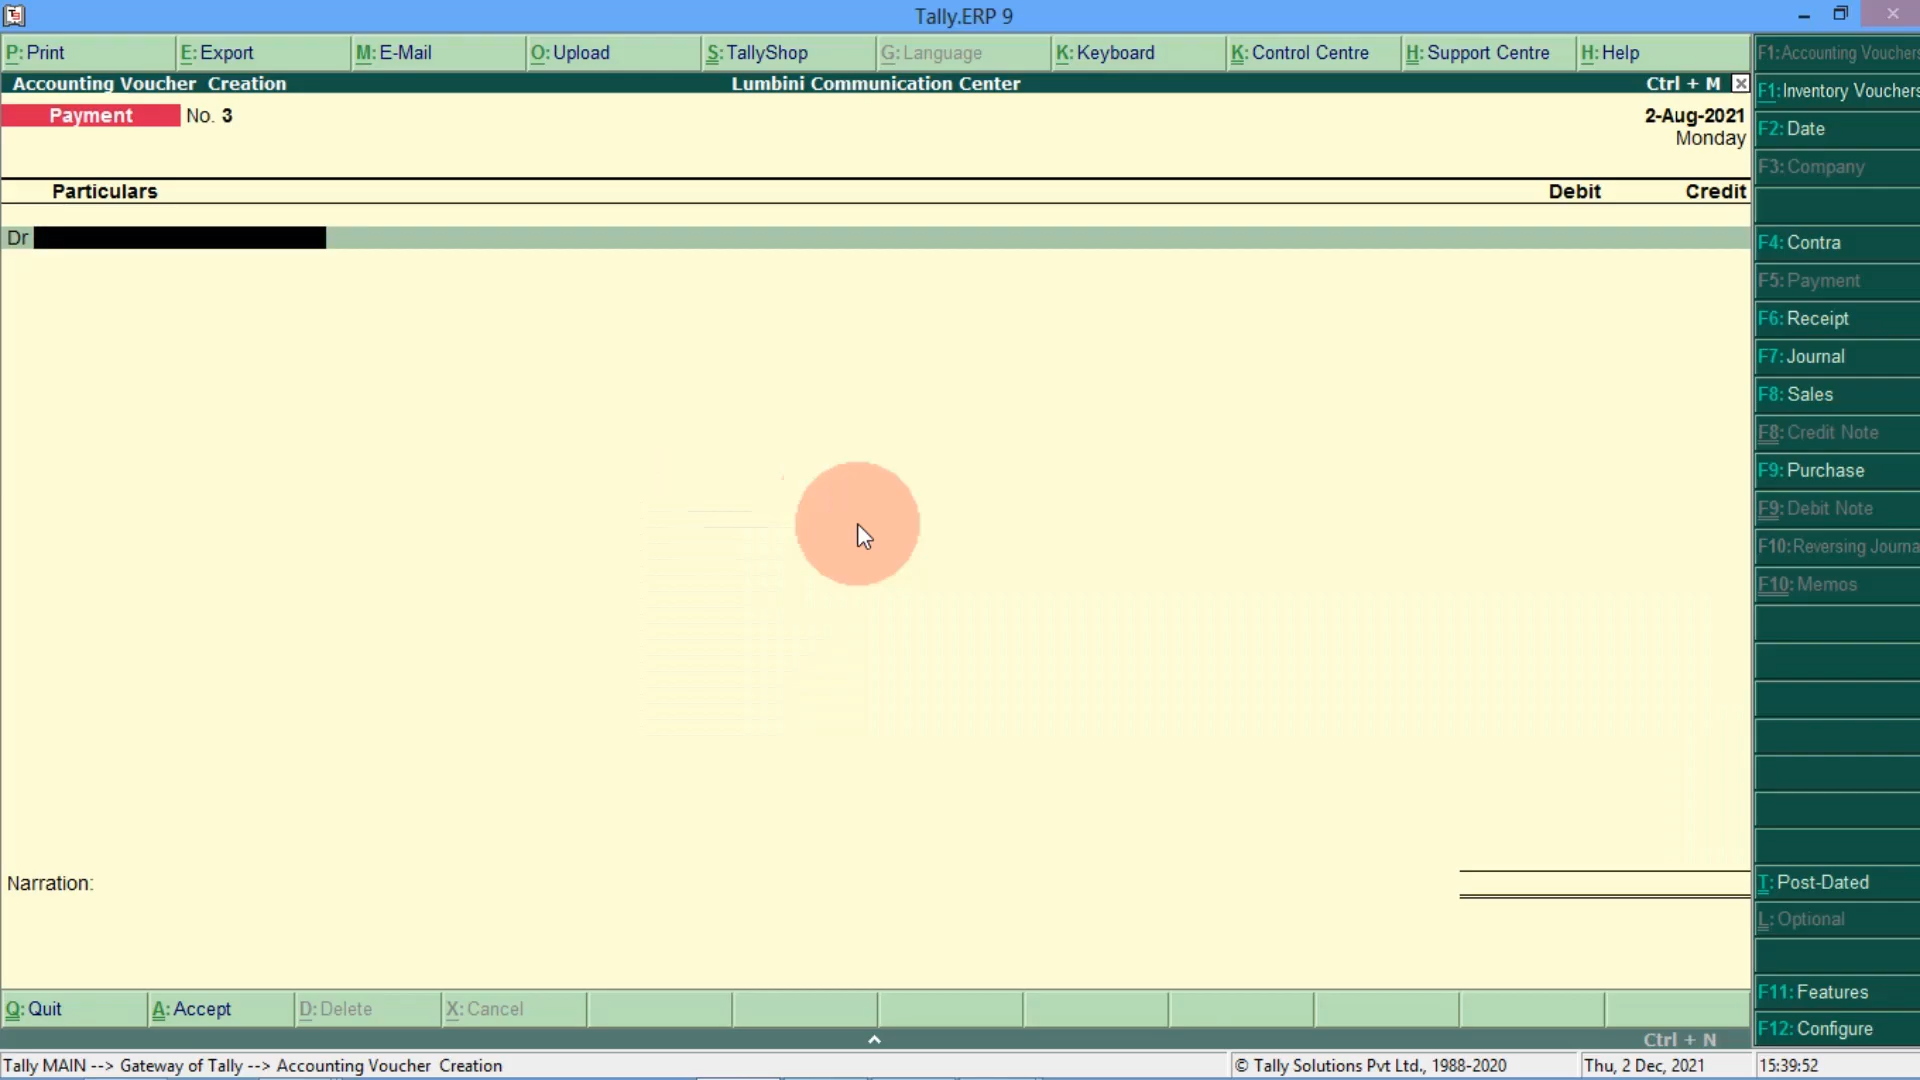 Tally.ERP 9
P: Print E: Export M: E-Mail O: Upload S: TallyShop G: Language K: Keyboard K: Control Centre H: Support Centre H: Help
Accounting Voucher Creation Lumbini Communication Center Ctrl + M
Payment No. 3 2-Aug-2021
Monday
Particulars Debit Credit
Dr
Narration:
F1: Accounting Vouchers
F1: Inventory Vouchers
F2: Date
F3: Company
F4: Contra
F5: Payment
F6: Receipt
F7: Journal
F8: Sales
F8: Credit Note
F9: Purchase
F9: Debit Note
F10: Reversing Journa
F10: Memos
T: Post-Dated
L: Optional
F11: Features
F12: Configure
Q: Quit A: Accept D: Delete X: Cancel
Ctrl + N
Tally MAIN --> Gateway of Tally --> Accounting Voucher Creation © Tally Solutions Pvt Ltd., 1988-2020 Thu, 2 Dec, 2021 15:39:52